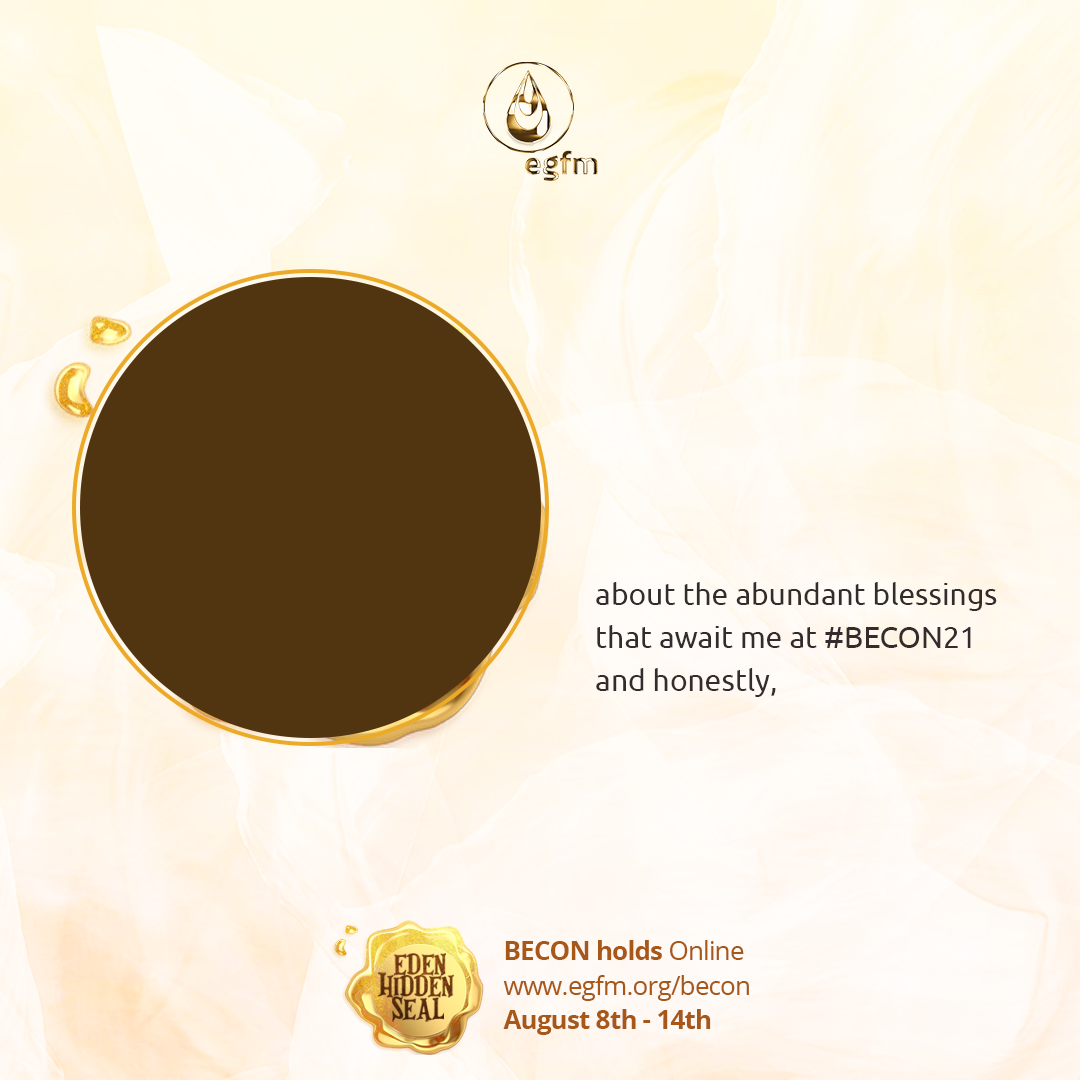 egfm
about the abundant blessings
that await me at #BECON21
and honestly,
EDEN
HIDDEN
SEAL
BECON holds Online
www.egfm.org/becon
August 8th - 14th